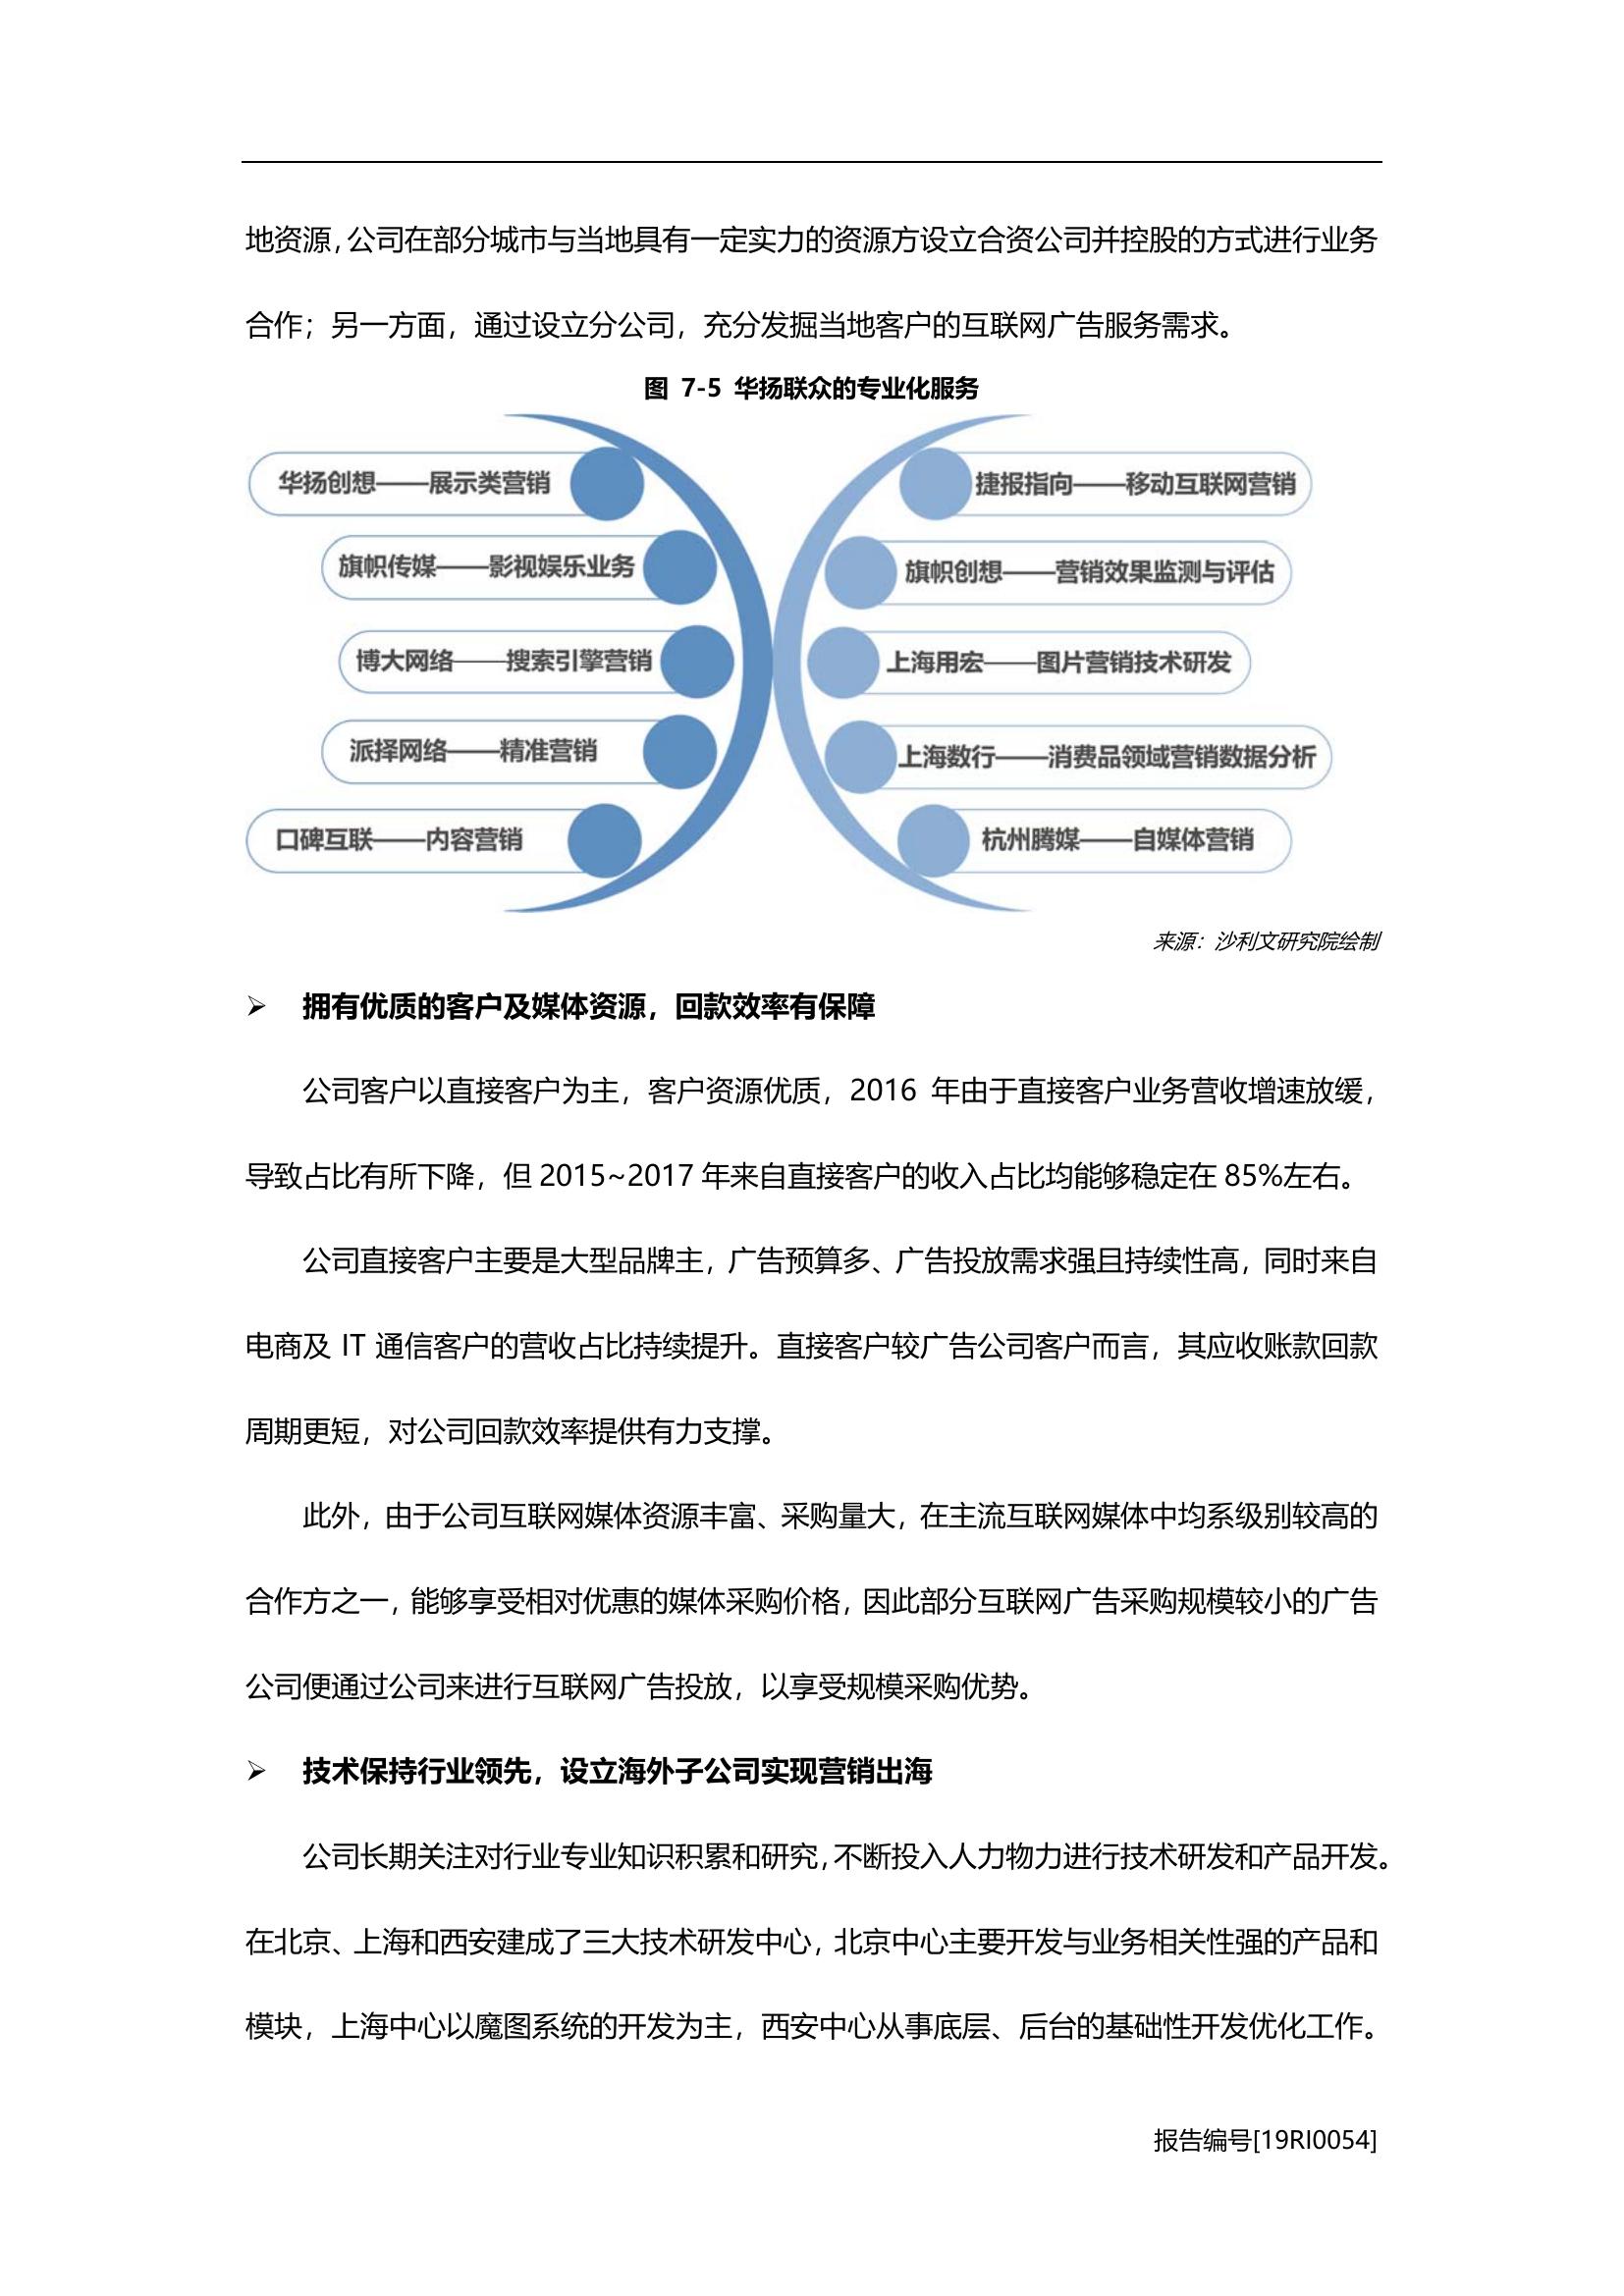 地资源，公司在部分城市与当地具有一定实力的资源方设立合资公司并控股的方式进行业务
合作；另一方面，通过设立分公司，充分发掘当地客户的互联网广告服务需求。
图 7-5 华扬联众的专业化服务
华扬创想——展示类营销
旗帜传媒——影视娱乐业务
博大网络——搜索引擎营销
派择网络——精准营销
口碑互联——内容营销
捷报指向——移动互联网营销
旗帜创想——营销效果监测与评估
上海用宏——图片营销技术研发
上海数行——消费品领域营销数据分析
杭州腾媒——自媒体营销
来源：沙利文研究院绘制
➢ 拥有优质的客户及媒体资源，回款效率有保障
公司客户以直接客户为主，客户资源优质，2016 年由于直接客户业务营收增速放缓，
导致占比有所下降，但 2015~2017 年来自直接客户的收入占比均能够稳定在 85%左右。
公司直接客户主要是大型品牌主，广告预算多、广告投放需求强且持续性高，同时来自
电商及 IT 通信客户的营收占比持续提升。直接客户较广告公司客户而言，其应收账款回款
周期更短，对公司回款效率提供有力支撑。
此外，由于公司互联网媒体资源丰富、采购量大，在主流互联网媒体中均系级别较高的
合作方之一，能够享受相对优惠的媒体采购价格，因此部分互联网广告采购规模较小的广告
公司便通过公司来进行互联网广告投放，以享受规模采购优势。
➢ 技术保持行业领先，设立海外子公司实现营销出海
公司长期关注对行业专业知识积累和研究，不断投入人力物力进行技术研发和产品开发。
在北京、上海和西安建成了三大技术研发中心，北京中心主要开发与业务相关性强的产品和
模块，上海中心以魔图系统的开发为主，西安中心从事底层、后台的基础性开发优化工作。
报告编号[19RI0054]